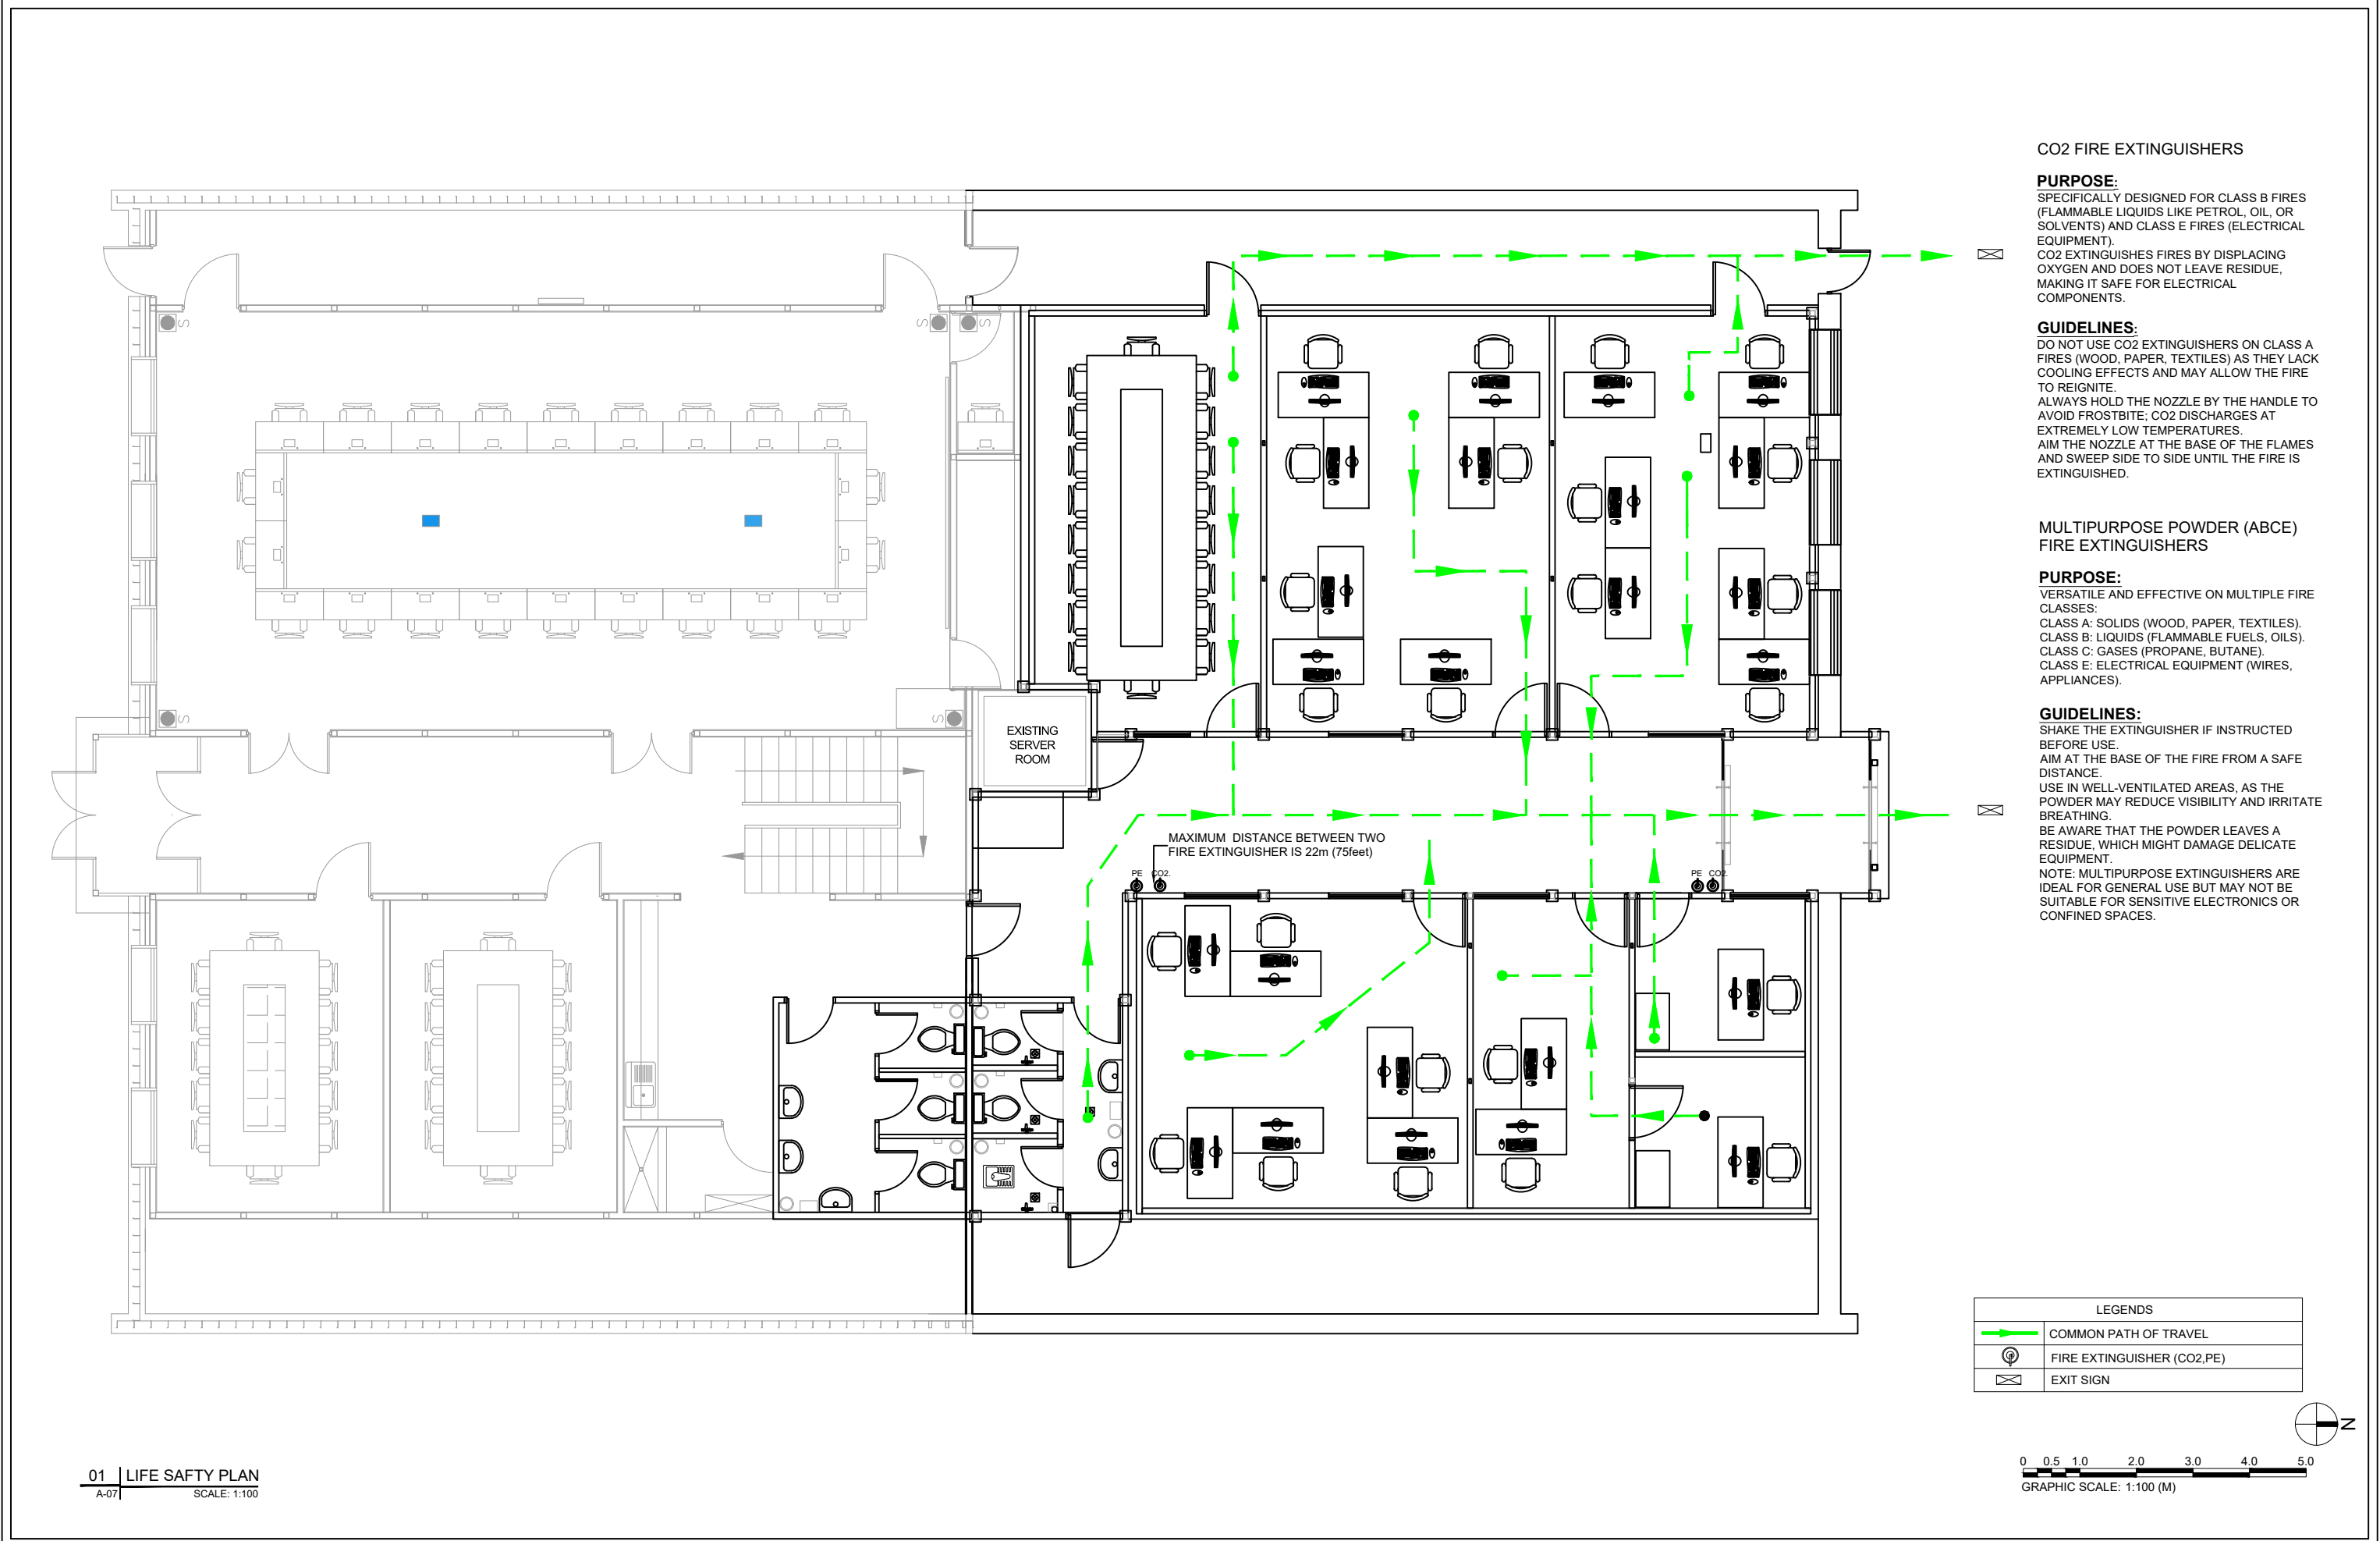 CO2 FIRE EXTINGUISHERS
PURPOSE:
SPECIFICALLY DESIGNED FOR CLASS B FIRES
(FLAMMABLE LIQUIDS LIKE PETROL, OIL, OR
SOLVENTS) AND CLASS E FIRES (ELECTRICAL
EQUIPMENT).
CO2 EXTINGUISHES FIRES BY DISPLACING
OXYGEN AND DOES NOT LEAVE RESIDUE,
MAKING IT SAFE FOR ELECTRICAL
COMPONENTS.
GUIDELINES:
DO NOT USE CO2 EXTINGUISHERS ON CLASS A
FIRES (WOOD, PAPER, TEXTILES) AS THEY LACK
COOLING EFFECTS AND MAY ALLOW THE FIRE
TO REIGNITE.
ALWAYS HOLD THE NOZZLE BY THE HANDLE TO
AVOID FROSTBITE; CO2 DISCHARGES AT
EXTREMELY LOW TEMPERATURES.
AIM THE NOZZLE AT THE BASE OF THE FLAMES
AND SWEEP SIDE TO SIDE UNTIL THE FIRE IS
EXTINGUISHED.
MULTIPURPOSE POWDER (ABCE)
FIRE EXTINGUISHERS
PURPOSE:
VERSATILE AND EFFECTIVE ON MULTIPLE FIRE
CLASSES:
CLASS A: SOLIDS (WOOD, PAPER, TEXTILES).
CLASS B: LIQUIDS (FLAMMABLE FUELS, OILS).
CLASS C: GASES (PROPANE, BUTANE).
CLASS E: ELECTRICAL EQUIPMENT (WIRES,
APPLIANCES).
GUIDELINES:
SHAKE THE EXTINGUISHER IF INSTRUCTED
BEFORE USE.
AIM AT THE BASE OF THE FIRE FROM A SAFE
DISTANCE.
USE IN WELL-VENTILATED AREAS, AS THE
POWDER MAY REDUCE VISIBILITY AND IRRITATE
BREATHING.
BE AWARE THAT THE POWDER LEAVES A
RESIDUE, WHICH MIGHT DAMAGE DELICATE
EQUIPMENT.
NOTE: MULTIPURPOSE EXTINGUISHERS ARE
IDEAL FOR GENERAL USE BUT MAY NOT BE
SUITABLE FOR SENSITIVE ELECTRONICS OR
CONFINED SPACES.
S
S
S
S
S
EXISTING
SERVER
ROOM
MAXIMUM DISTANCE BETWEEN TWO
FIRE EXTINGUISHER IS 22m (75feet)
PE CO2.
PE CO2.
LEGENDS
COMMON PATH OF TRAVEL
FIRE EXTINGUISHER (CO2,PE)
EXIT SIGN
N
0 0.5 1.0 2.0 3.0 4.0 5.0
GRAPHIC SCALE: 1:100 (M)
01 LIFE SAFTY PLAN
A-07 SCALE: 1:100